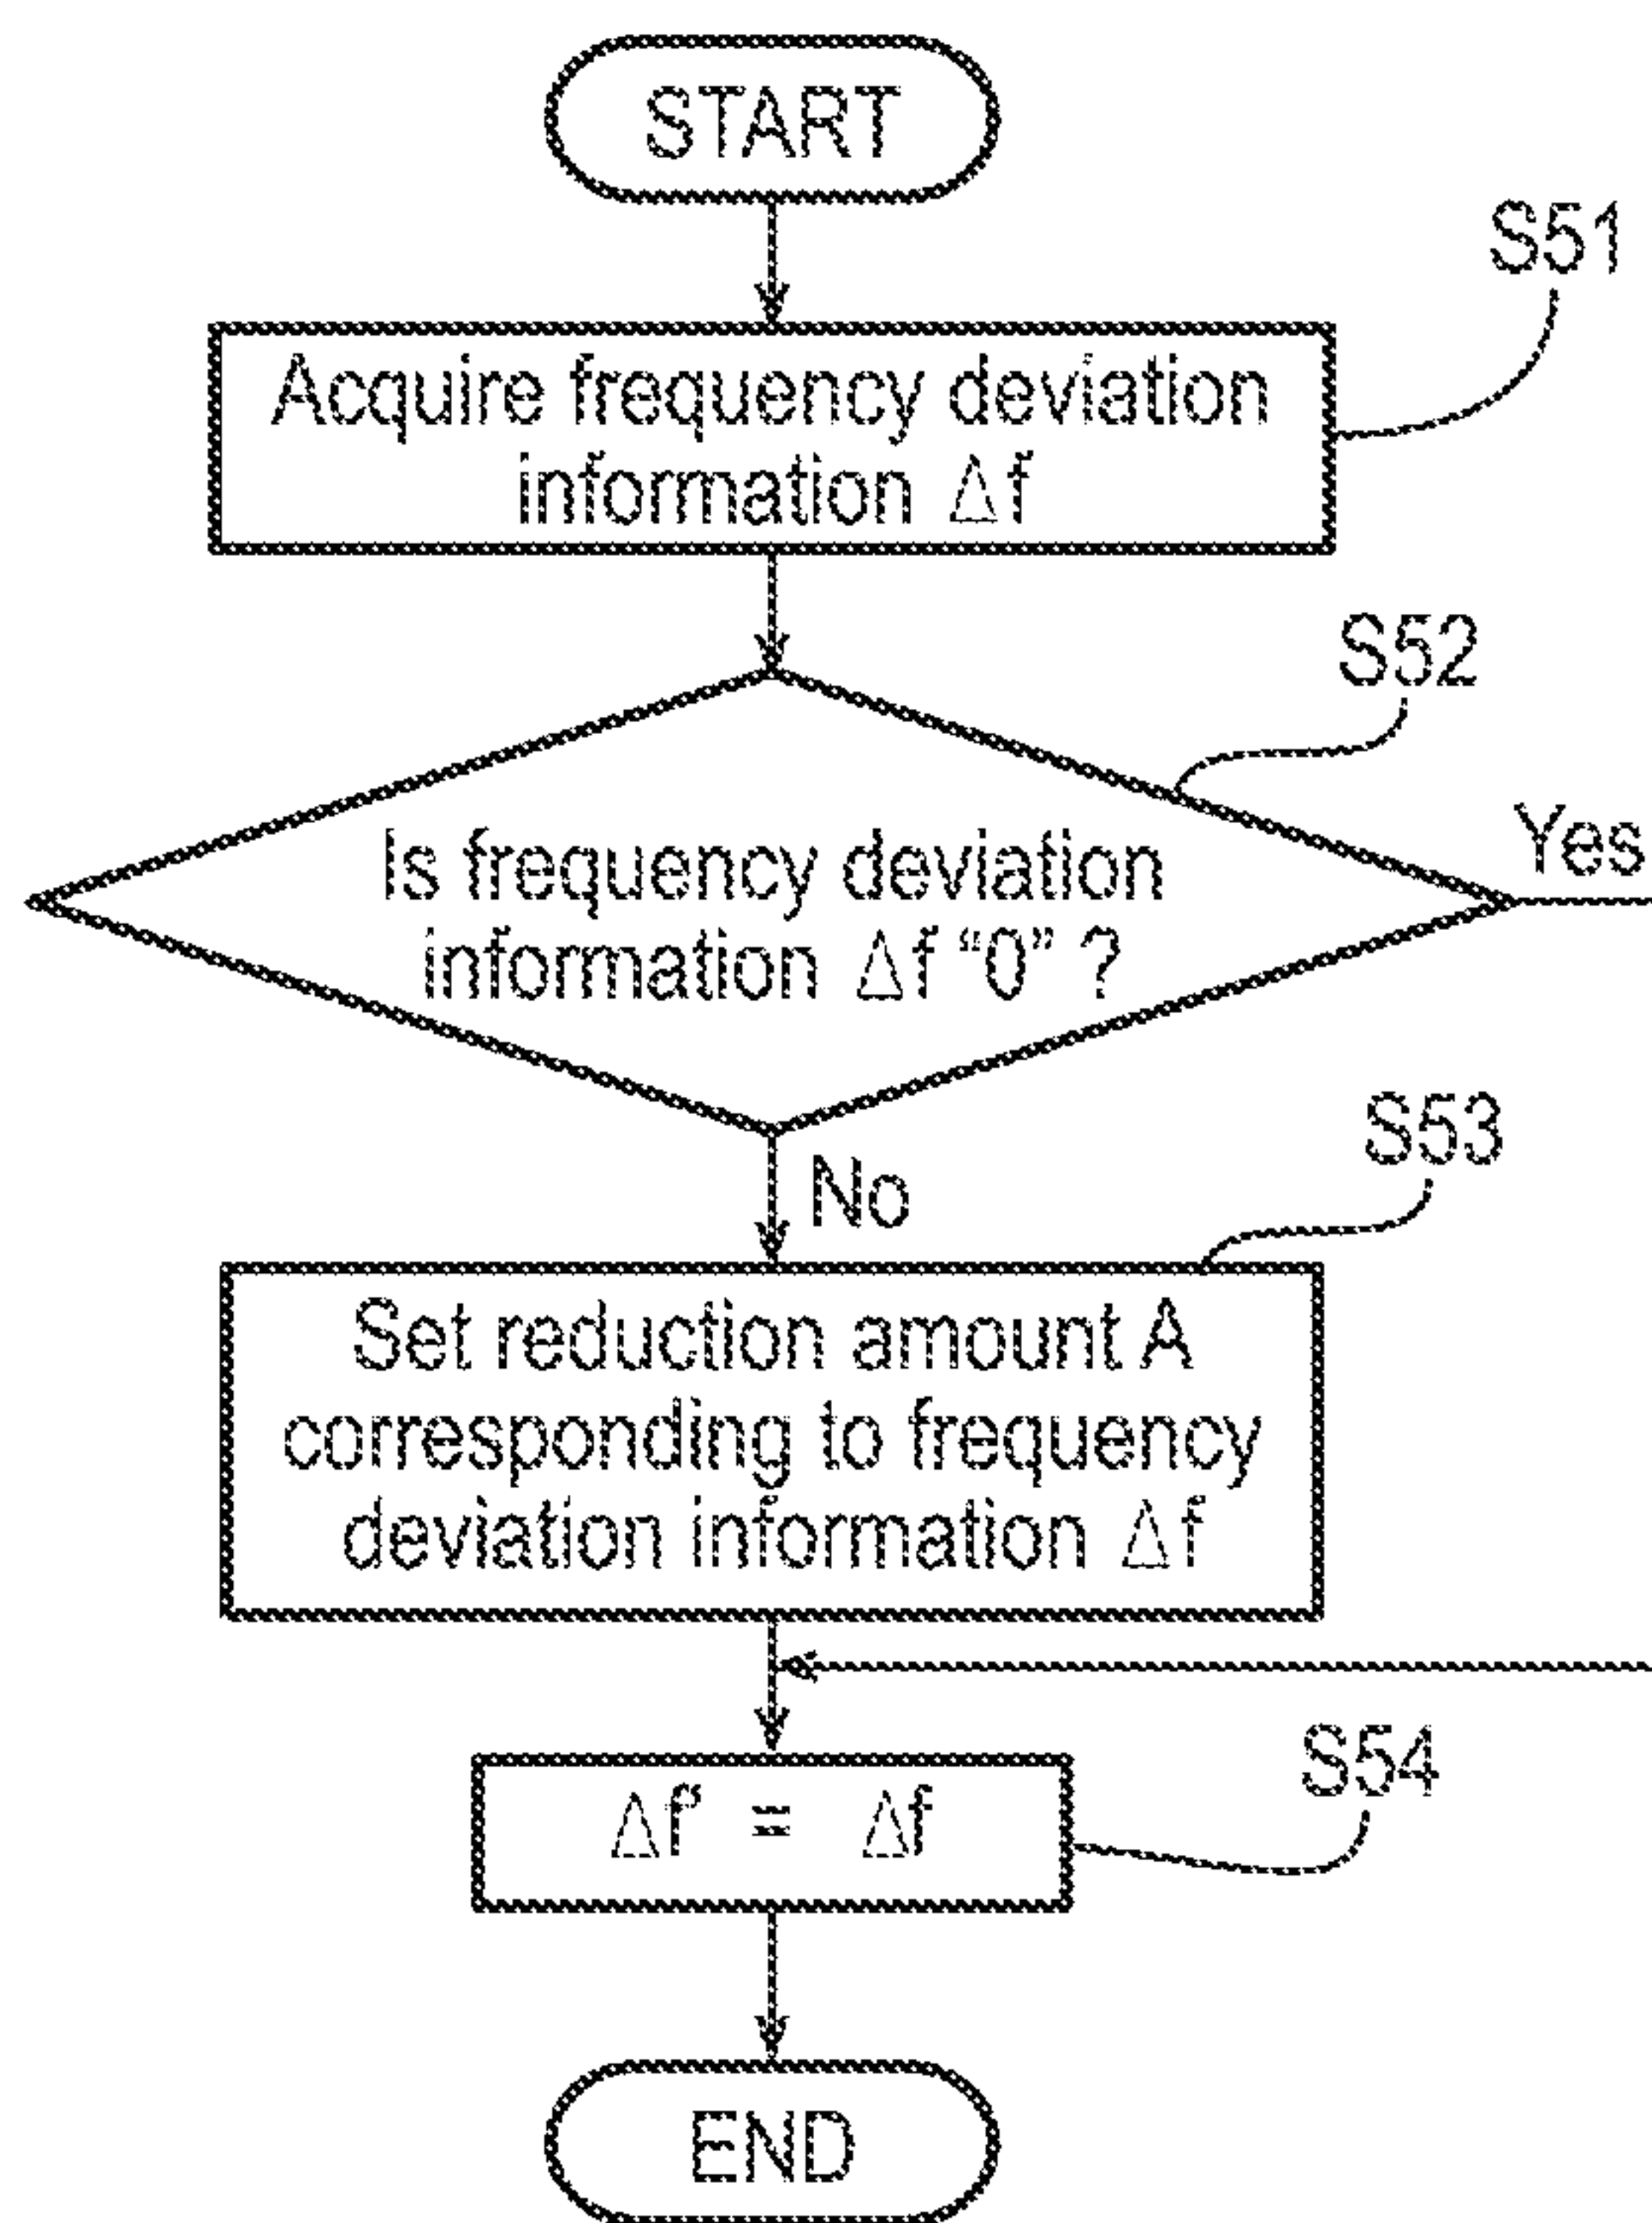 START
S51
Acquire frequency deviation
information Δf
S52
Is frequency deviation
information Δf “0” ?
Yes
No
S53
Set reduction amount A
corresponding to frequency
deviation information Δf
S54
Δf' = Δf
END